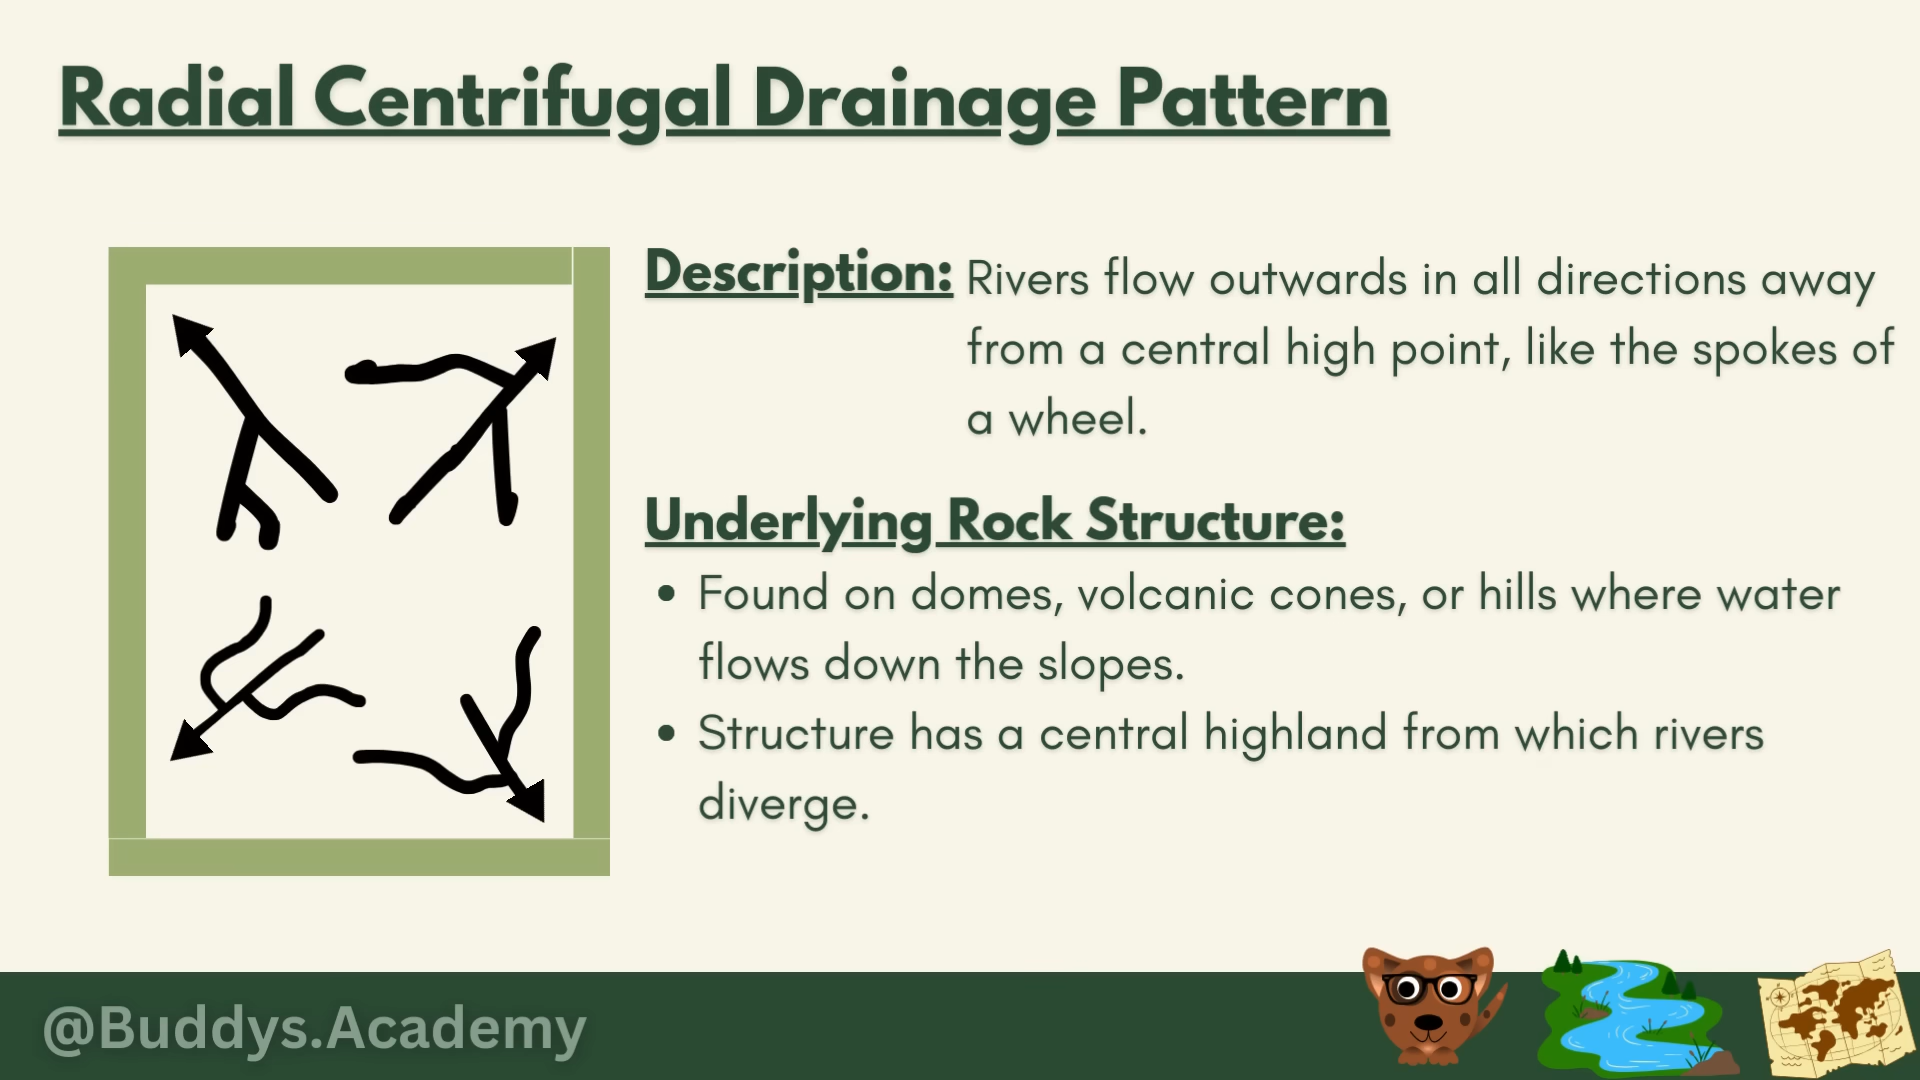 Radial Centrifugal Drainage Pattern
Description: Rivers flow outwards in all directions away
from a central high point, like the spokes of
a wheel.
Underlying Rock Structure:
• Found on domes, volcanic cones, or hills where water
flows down the slopes.
• Structure has a central highland from which rivers
diverge.
@Buddys.Academy